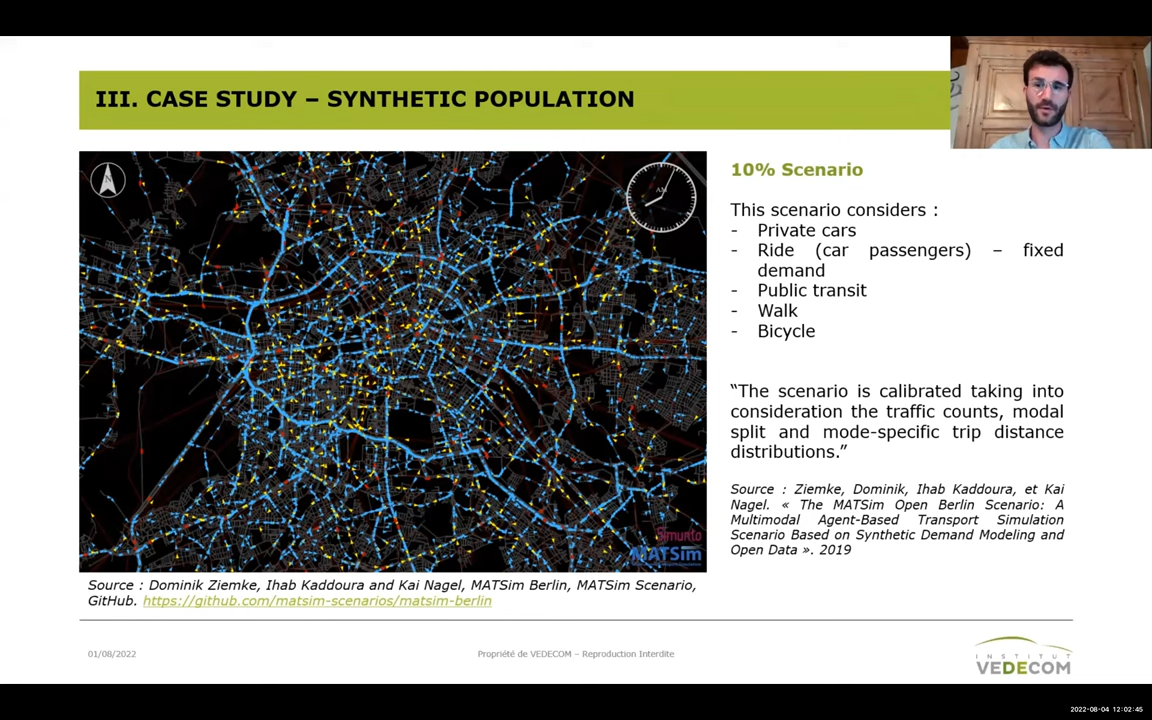 III. CASE STUDY – SYNTHETIC POPULATION
N
AM
Simunto
MATSim
10% Scenario
This scenario considers :
- Private cars
- Ride (car passengers) – fixed
demand
- Public transit
- Walk
- Bicycle
“The scenario is calibrated taking into
consideration the traffic counts, modal
split and mode-specific trip distance
distributions.”
Source : Ziemke, Dominik, Ihab Kaddoura, et Kai
Nagel. « The MATSim Open Berlin Scenario: A
Multimodal Agent-Based Transport Simulation
Scenario Based on Synthetic Demand Modeling and
Open Data ». 2019
Source : Dominik Ziemke, Ihab Kaddoura and Kai Nagel, MATSim Berlin, MATSim Scenario,
GitHub. https://github.com/matsim-scenarios/matsim-berlin
01/08/2022
Propriété de VEDECOM – Reproduction Interdite
INSTITUT
VEDECOM
2022-08-04 12:02:45